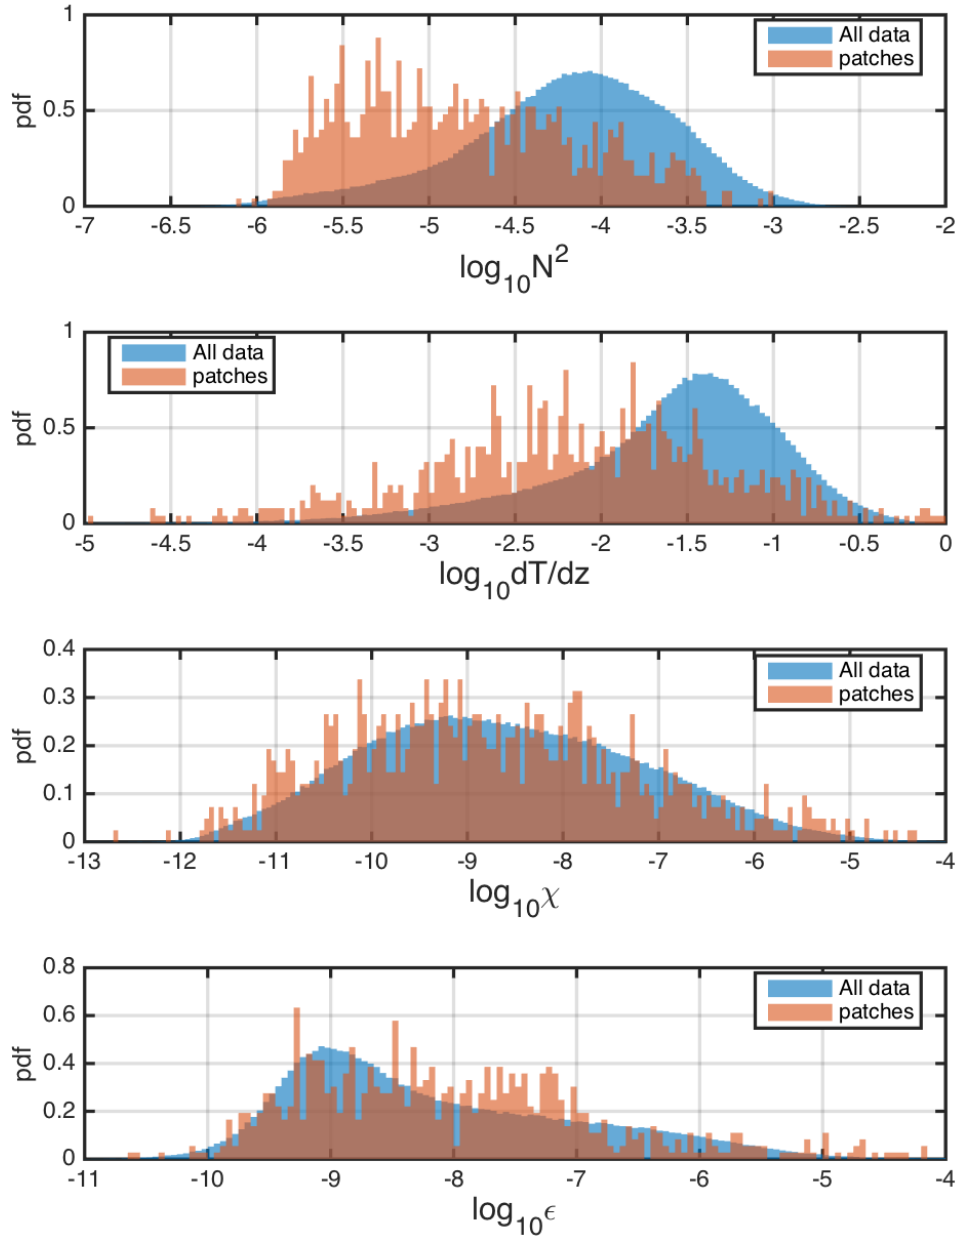 1
0.5
0
pdf
All data
patches
-7 -6.5 -6 -5.5 -5 -4.5 -4 -3.5 -3 -2.5 -2
log₁₀N²
1
0.5
0
pdf
All data
patches
-5 -4.5 -4 -3.5 -3 -2.5 -2 -1.5 -1 -0.5 0
log₁₀dT/dz
0.4
0.3
0.2
0.1
0
pdf
All data
patches
-13 -12 -11 -10 -9 -8 -7 -6 -5 -4
log₁₀χ
0.8
0.6
0.4
0.2
0
pdf
All data
patches
-11 -10 -9 -8 -7 -6 -5 -4
log₁₀ϵ